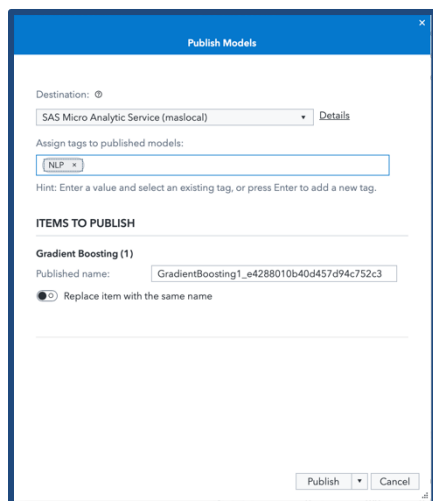 Publish Models
Destination:
SAS Micro Analytic Service (maslocal)
Details
Assign tags to published models:
NLP ×
Hint: Enter a value and select an existing tag, or press Enter to add a new tag.
ITEMS TO PUBLISH
Gradient Boosting (1)
Published name:
GradientBoosting1_e4288010b40d457d94c752c3
Replace item with the same name
Publish
Cancel